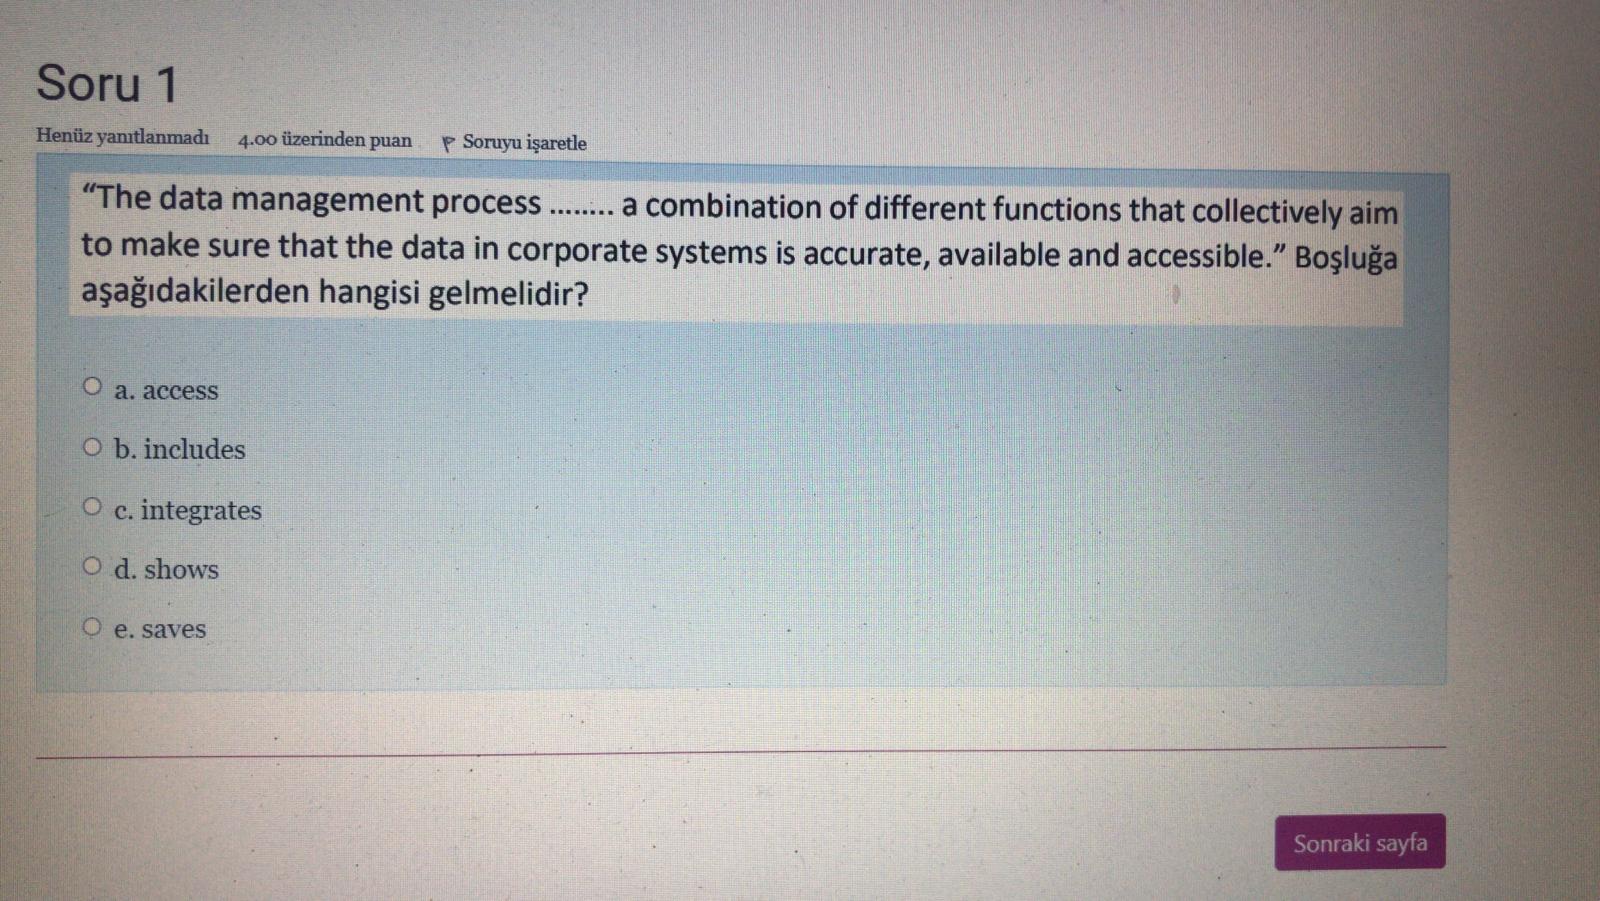 Soru 1
Henüz yanıtlanmadı 4.00 üzerinden puan Soruyu işaretle
“The data management process ........ a combination of different functions that collectively aim
to make sure that the data in corporate systems is accurate, available and accessible.” Boşluğa
aşağıdakilerden hangisi gelmelidir?
a. access
b. includes
c. integrates
d. shows
e. saves
Sonraki sayfa